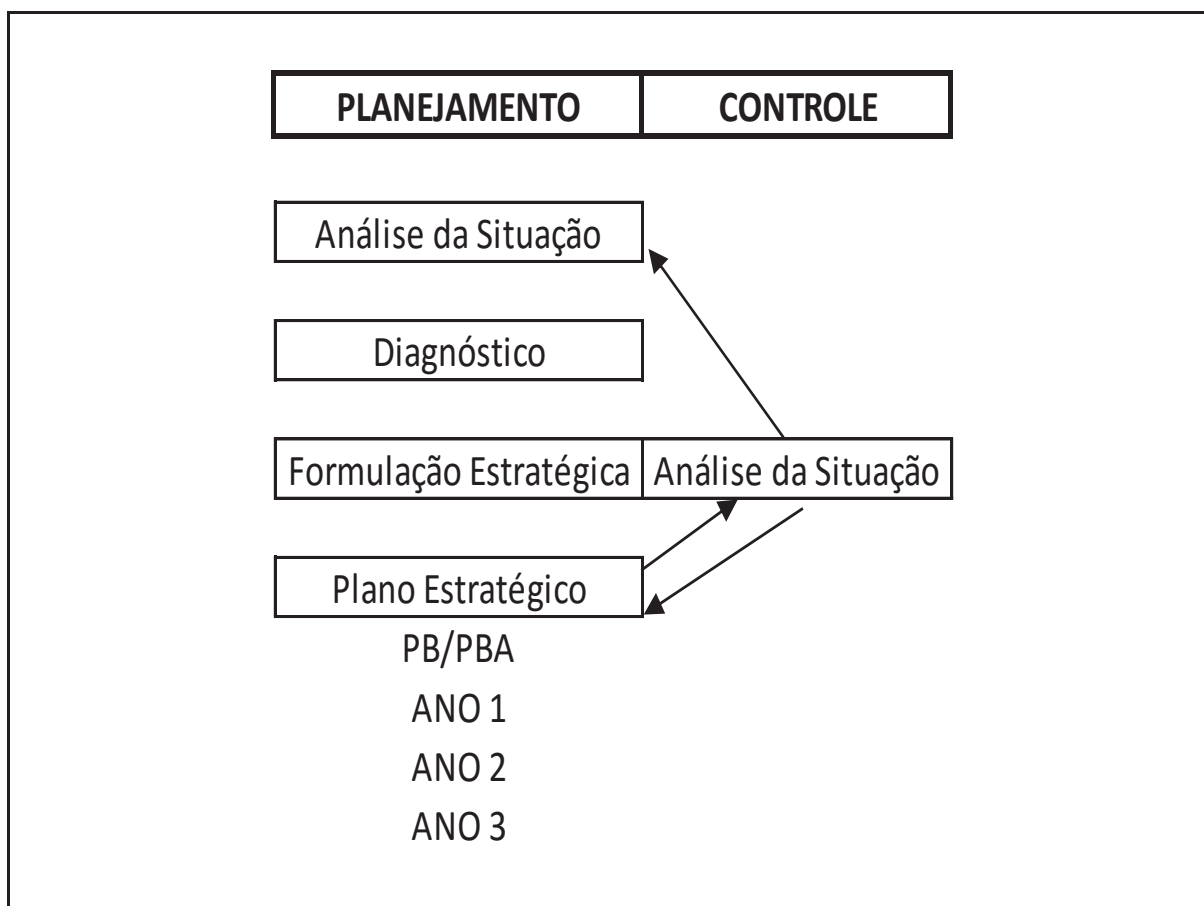 PLANEJAMENTO CONTROLE
Análise da Situação
Diagnóstico
Formulação Estratégica Análise da Situação
Plano Estratégico
PB/PBA
ANO 1
ANO 2
ANO 3